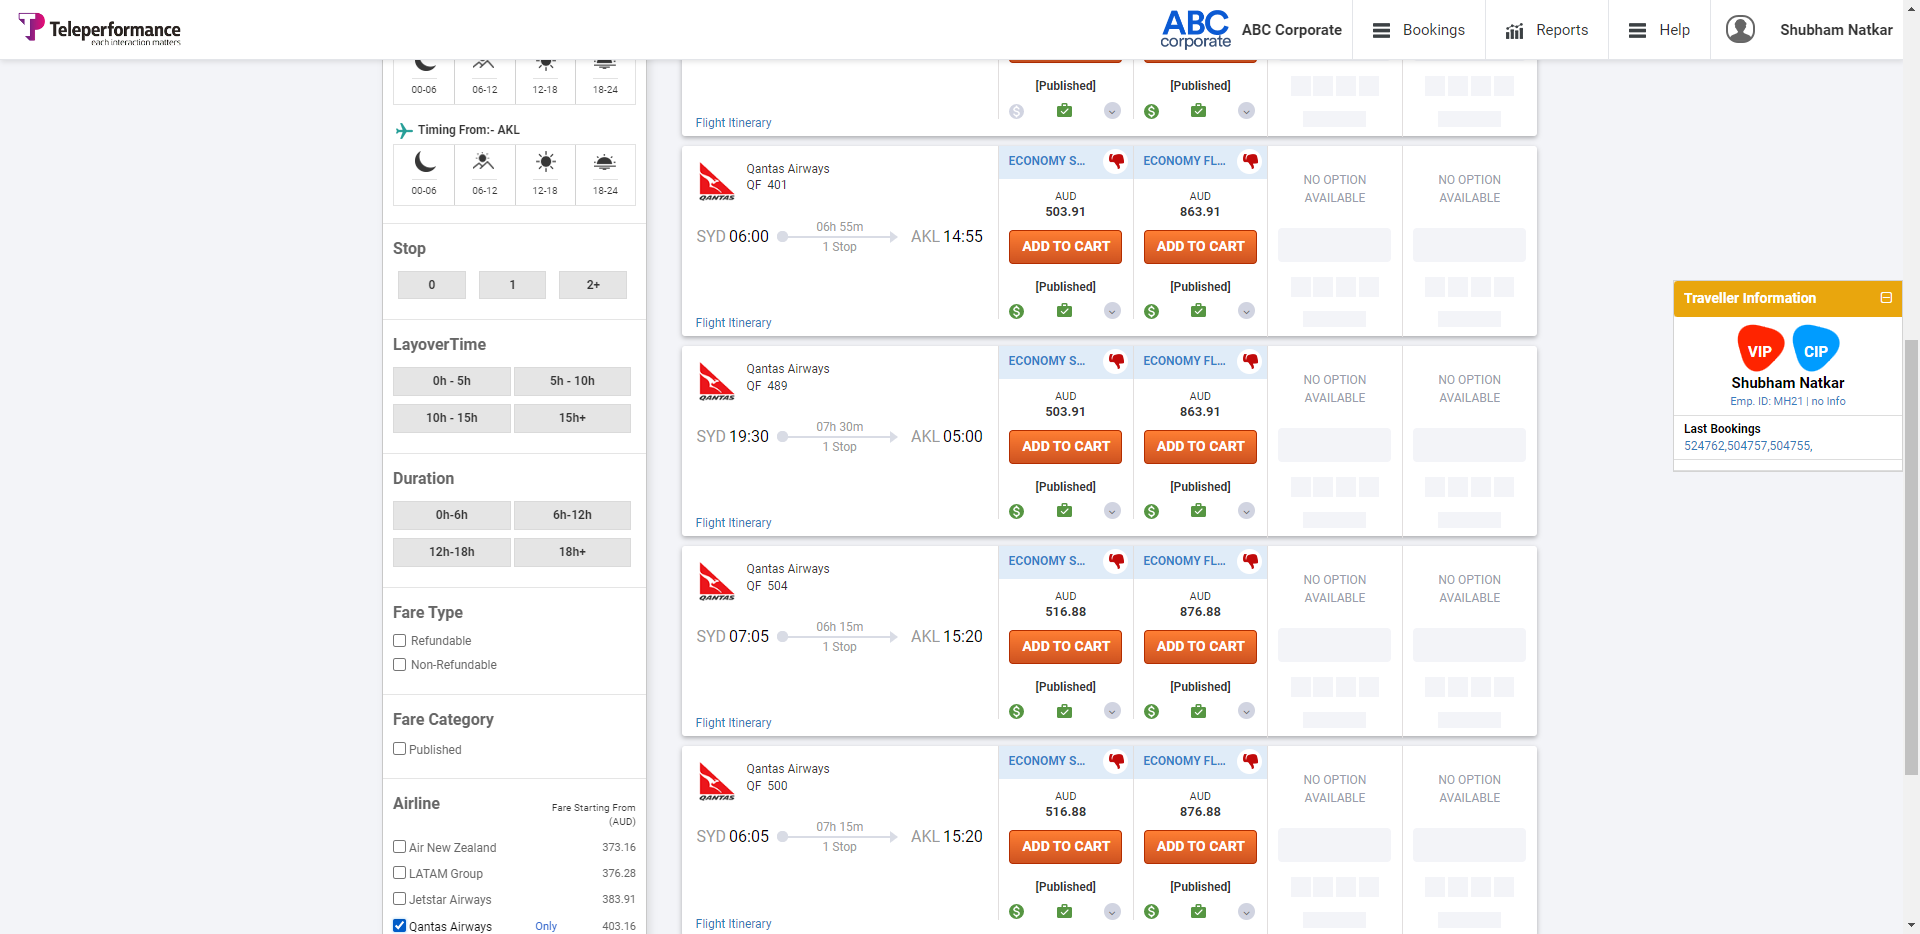 Teleperformance
each interaction matters
ABC
corporate
ABC Corporate
Bookings
Reports
Help
Shubham Natkar
00-06
06-12
12-18
18-24
Timing From:- AKL
00-06
06-12
12-18
18-24
Stop
0
1
2+
LayoverTime
0h - 5h
5h - 10h
10h - 15h
15h+
Duration
0h-6h
6h-12h
12h-18h
18h+
Fare Type
Refundable
Non-Refundable
Fare Category
Published
Airline
Fare Starting From
(AUD)
Air New Zealand 373.16
LATAM Group 376.28
Jetstar Airways 383.91
Qantas Airways Only 403.16
[Published]
[Published]
Flight Itinerary
Qantas Airways
QF 401
SYD 06:00
06h 55m
1 Stop
AKL 14:55
Flight Itinerary
ECONOMY S...
AUD
503.91
ADD TO CART
[Published]
ECONOMY FL...
AUD
863.91
ADD TO CART
[Published]
NO OPTION
AVAILABLE
NO OPTION
AVAILABLE
Qantas Airways
QF 489
SYD 19:30
07h 30m
1 Stop
AKL 05:00
Flight Itinerary
ECONOMY S...
AUD
503.91
ADD TO CART
[Published]
ECONOMY FL...
AUD
863.91
ADD TO CART
[Published]
NO OPTION
AVAILABLE
NO OPTION
AVAILABLE
Qantas Airways
QF 504
SYD 07:05
06h 15m
1 Stop
AKL 15:20
Flight Itinerary
ECONOMY S...
AUD
516.88
ADD TO CART
[Published]
ECONOMY FL...
AUD
876.88
ADD TO CART
[Published]
NO OPTION
AVAILABLE
NO OPTION
AVAILABLE
Qantas Airways
QF 500
SYD 06:05
07h 15m
1 Stop
AKL 15:20
Flight Itinerary
ECONOMY S...
AUD
516.88
ADD TO CART
[Published]
ECONOMY FL...
AUD
876.88
ADD TO CART
[Published]
NO OPTION
AVAILABLE
NO OPTION
AVAILABLE
QANTAS
QANTAS
QANTAS
QANTAS
Traveller Information
VIP
CIP
Shubham Natkar
Emp. ID: MH21 | no Info
Last Bookings
524762,504757,504755,